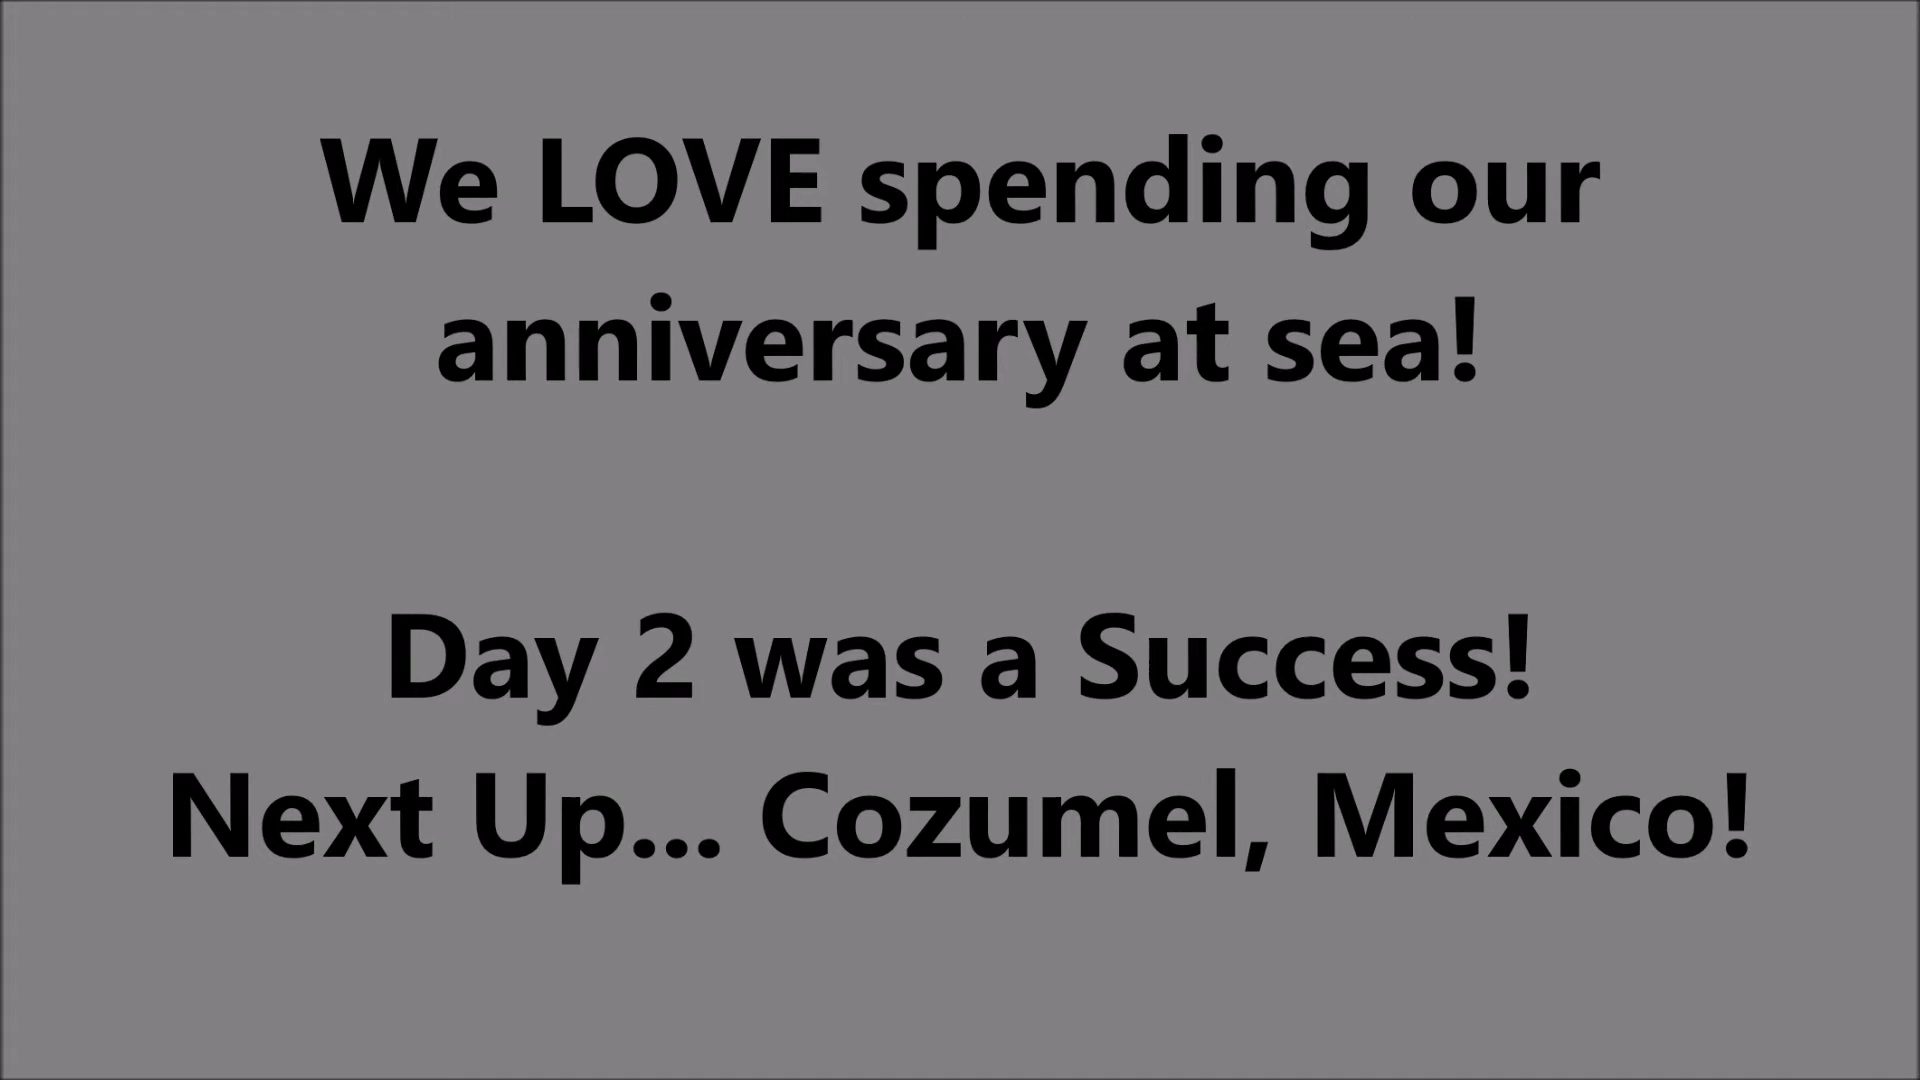 We LOVE spending our
anniversary at sea!
Day 2 was a Success!
Next Up... Cozumel, Mexico!